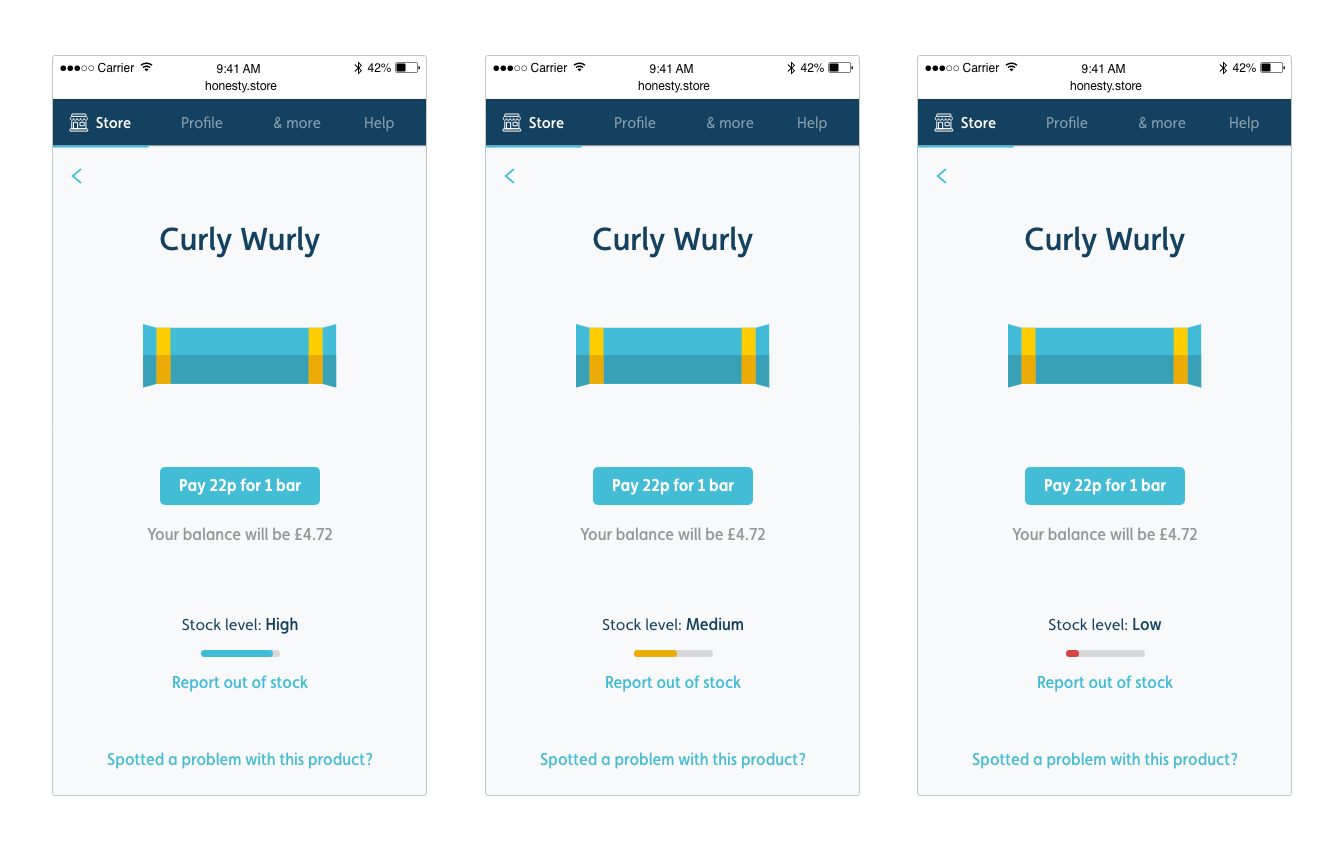 Carrier 9:41 AM 42%
honesty.store
Store Profile & more Help
Curly Wurly
Pay 22p for 1 bar
Your balance will be £4.72
Stock level: High
Report out of stock
Spotted a problem with this product?
Carrier 9:41 AM 42%
honesty.store
Store Profile & more Help
Curly Wurly
Pay 22p for 1 bar
Your balance will be £4.72
Stock level: Medium
Report out of stock
Spotted a problem with this product?
Carrier 9:41 AM 42%
honesty.store
Store Profile & more Help
Curly Wurly
Pay 22p for 1 bar
Your balance will be £4.72
Stock level: Low
Report out of stock
Spotted a problem with this product?